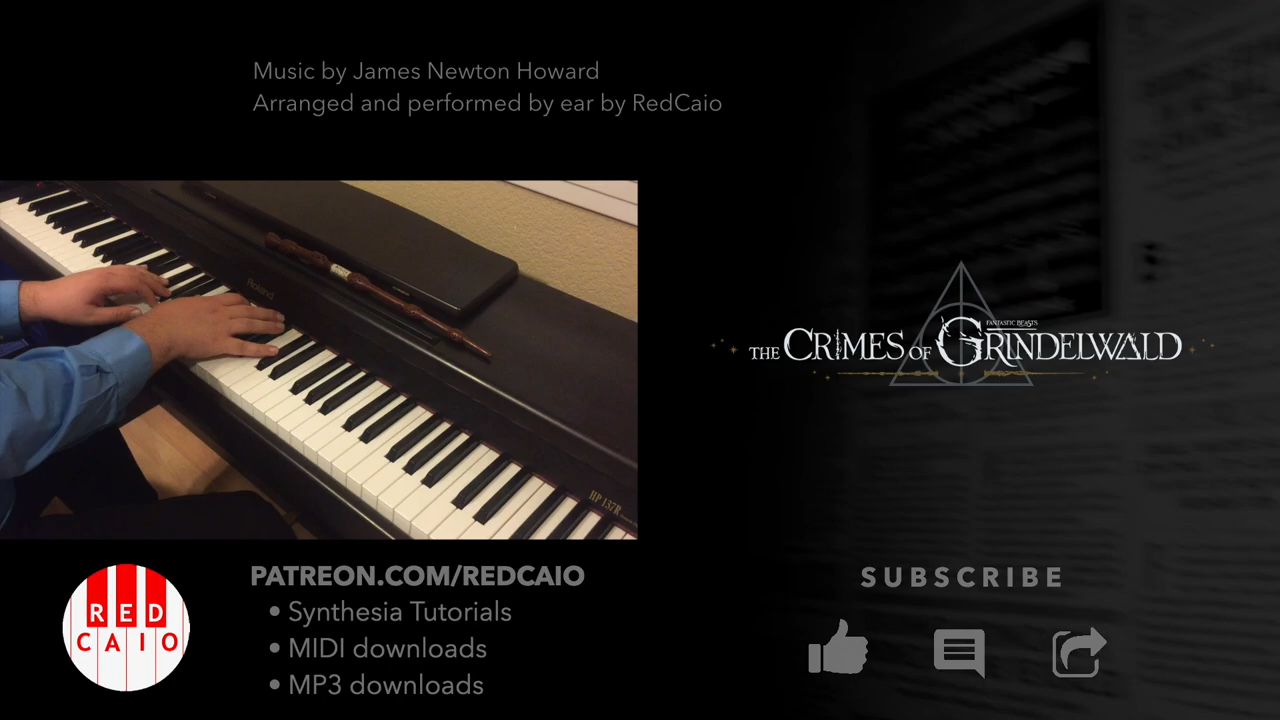 Music by James Newton Howard
Arranged and performed by ear by RedCaio
Roland
HP 137R
FANTASTIC BEASTS
THE CRIMES OF GRINDELWALD
PATREON.COM/REDCAIO
• Synthesia Tutorials
• MIDI downloads
• MP3 downloads
RED
CAIO
SUBSCRIBE